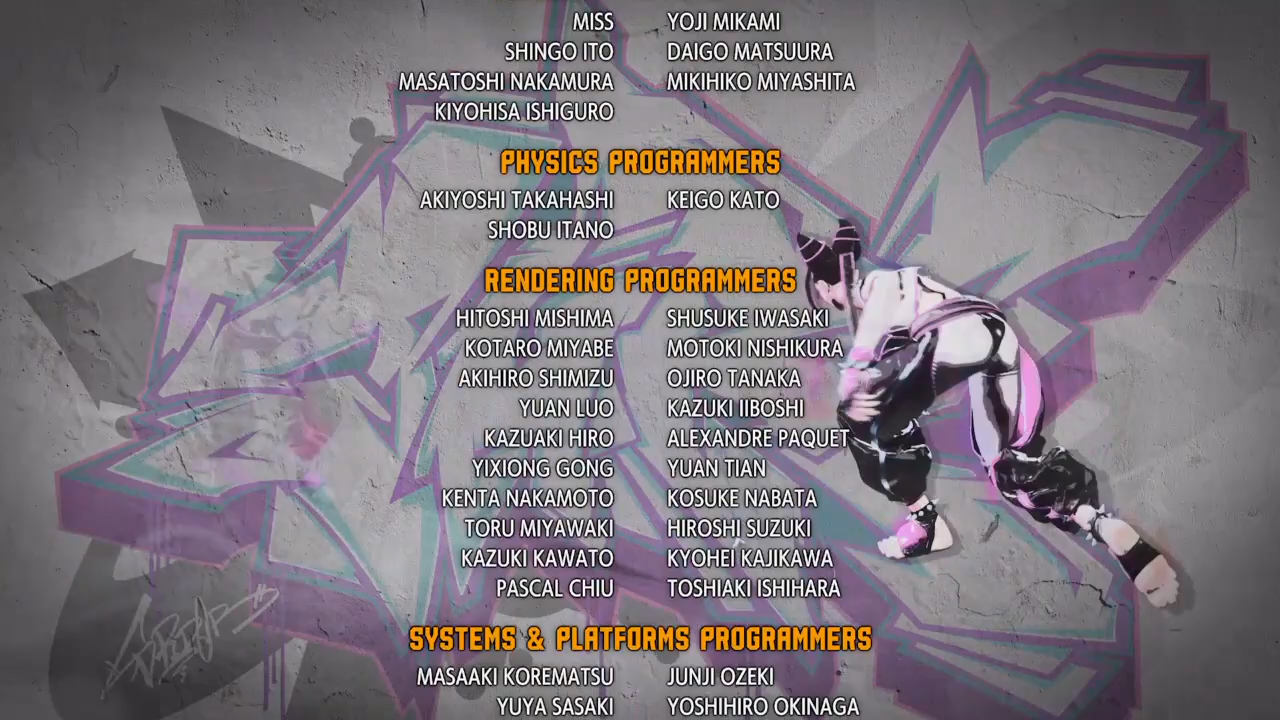 MISS YOJI MIKAMI
SHINGO ITO DAIGO MATSUURA
MASATOSHI NAKAMURA MIKIHIKO MIYASHITA
KIYOHISA ISHIGURO
PHYSICS PROGRAMMERS
AKIYOSHI TAKAHASHI KEIGO KATO
SHOBU ITANO
RENDERING PROGRAMMERS
HITOSHI MISHIMA SHUSUKE IWASAKI
KOTARO MIYABE MOTOKI NISHIKURA
AKIHIRO SHIMIZU OJIRO TANAKA
YUAN LUO KAZUKI IIBOSHI
KAZUAKI HIRO ALEXANDRE PAQUET
YIXIONG GONG YUAN TIAN
KENTA NAKAMOTO KOSUKE NABATA
TORU MIYAWAKI HIROSHI SUZUKI
KAZUKI KAWATO KYOHEI KAJIKAWA
PASCAL CHIU TOSHIAKI ISHIHARA
SYSTEMS & PLATFORMS PROGRAMMERS
MASAAKI KOREMATSU JUNJI OZEKI
YUYA SASAKI YOSHIHIRO OKINAGA